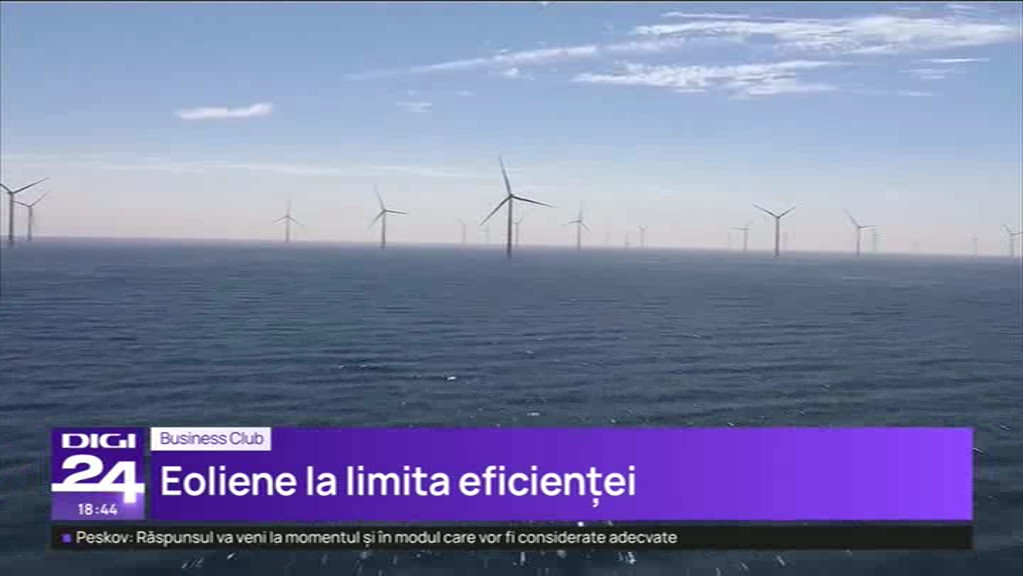 DIGI
24
18:44
Business Club
Eoliene la limita eficienței
Peskov: Răspunsul va veni la momentul și în modul care vor fi considerate adecvate